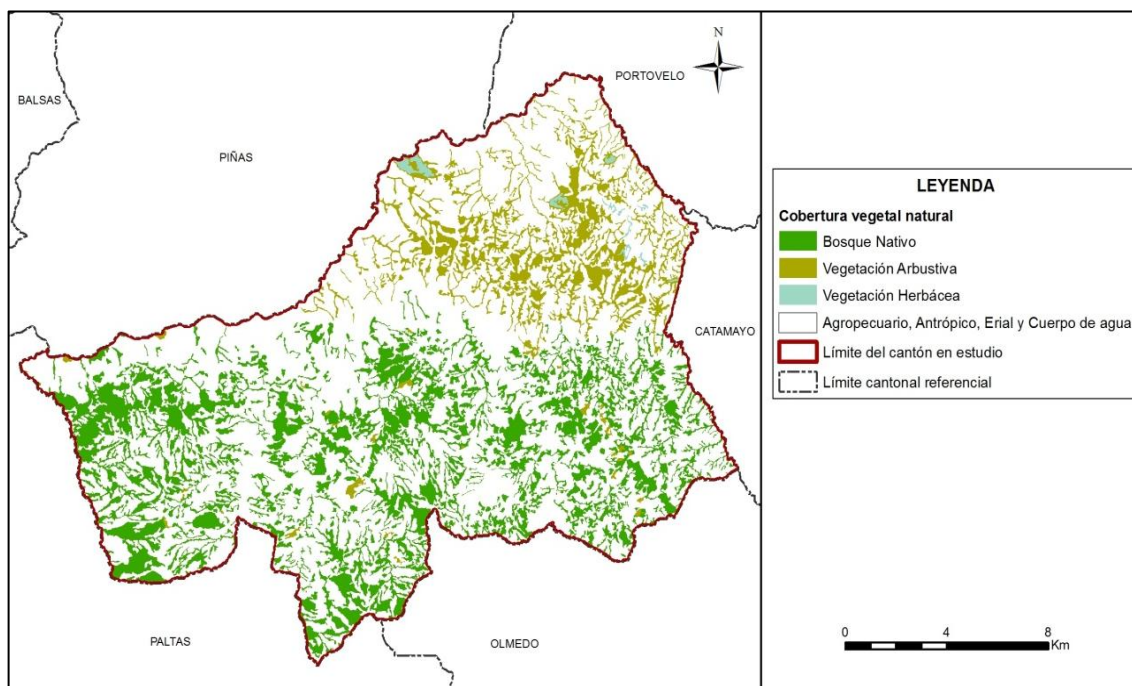 N
PORTOVELO
BALSAS
PIÑAS
CATAMAYO
PALTAS
OLMEDO
LEYENDA
Cobertura vegetal natural
Bosque Nativo
Vegetación Arbustiva
Vegetación Herbácea
Agropecuario, Antrópico, Erial y Cuerpo de agua
Límite del cantón en estudio
Límite cantonal referencial
0 4 8
Km